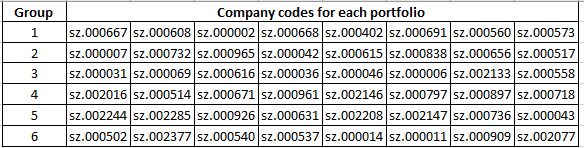 Group Company codes for each portfolio
1 sz.000667 sz.000608 sz.000002 sz.000668 sz.000402 sz.000691 sz.000560 sz.000573
2 sz.000007 sz.000732 sz.000965 sz.000042 sz.000615 sz.000838 sz.000656 sz.000517
3 sz.000031 sz.000069 sz.000616 sz.000036 sz.000046 sz.000006 sz.002133 sz.000558
4 sz.002016 sz.000514 sz.000671 sz.000961 sz.002146 sz.000797 sz.000897 sz.000718
5 sz.002244 sz.002285 sz.000926 sz.000631 sz.002208 sz.002147 sz.000736 sz.000043
6 sz.000502 sz.002377 sz.000540 sz.000537 sz.000014 sz.000011 sz.000909 sz.002077